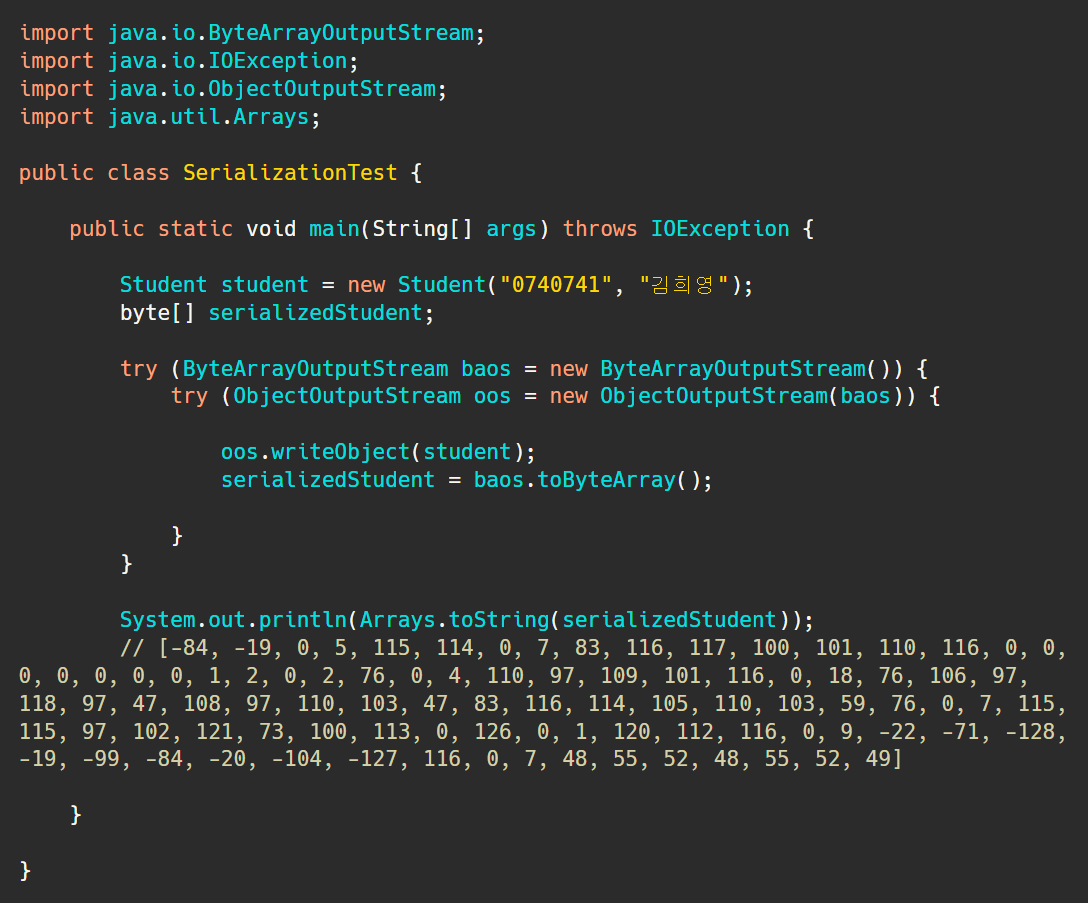 import java.io.ByteArrayOutputStream;
import java.io.IOException;
import java.io.ObjectOutputStream;
import java.util.Arrays;
public class SerializationTest {
public static void main(String[] args) throws IOException {
Student student = new Student("0740741", "김희영");
byte[] serializedStudent;
try (ByteArrayOutputStream baos = new ByteArrayOutputStream()) {
try (ObjectOutputStream oos = new ObjectOutputStream(baos)) {
oos.writeObject(student);
serializedStudent = baos.toByteArray();
}
}
System.out.println(Arrays.toString(serializedStudent));
// [-84, -19, 0, 5, 115, 114, 0, 7, 83, 116, 117, 100, 101, 110, 116, 0, 0,
0, 0, 0, 0, 0, 1, 2, 0, 2, 76, 0, 4, 110, 97, 109, 101, 116, 0, 18, 76, 106, 97,
118, 97, 47, 108, 97, 110, 103, 47, 83, 116, 114, 105, 110, 103, 59, 76, 0, 7, 115,
115, 97, 102, 121, 73, 100, 113, 0, 126, 0, 1, 120, 112, 116, 0, 9, -22, -71, -128,
-19, -99, -84, -20, -104, -127, 116, 0, 7, 48, 55, 52, 48, 55, 52, 49]
}
}